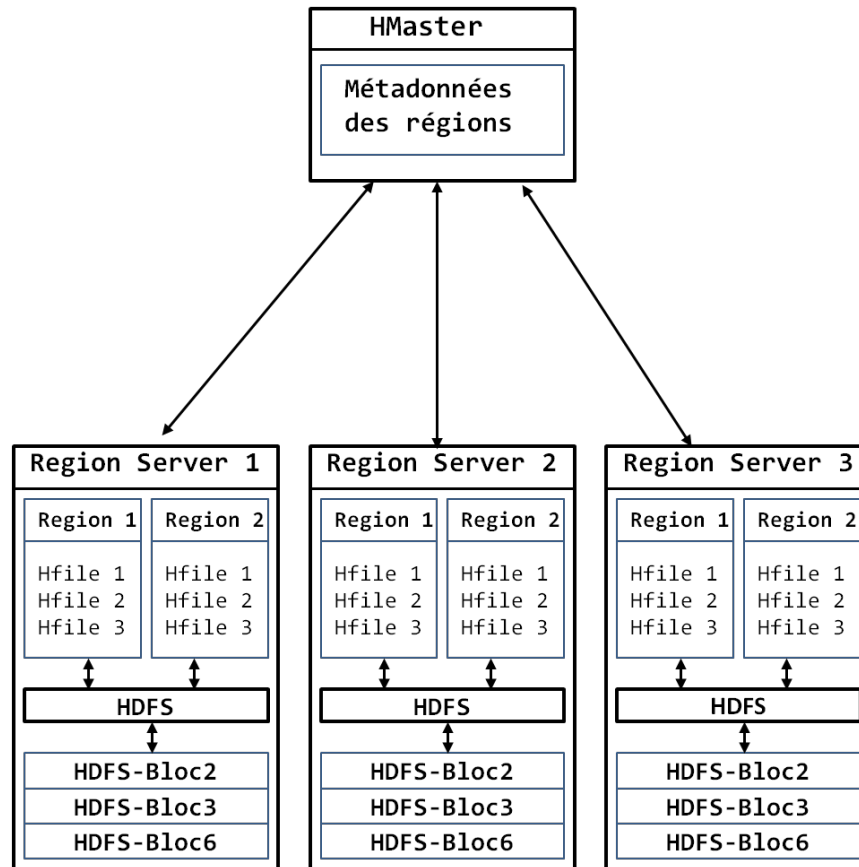 HMaster
Métadonnées
des régions
Region Server 1
Region 1
Region 2
Hfile 1
Hfile 2
Hfile 3
Hfile 1
Hfile 2
Hfile 3
HDFS
HDFS-Bloc2
HDFS-Bloc3
HDFS-Bloc6
Region Server 2
Region 1
Region 2
Hfile 1
Hfile 2
Hfile 3
Hfile 1
Hfile 2
Hfile 3
HDFS
HDFS-Bloc2
HDFS-Bloc3
HDFS-Bloc6
Region Server 3
Region 1
Region 2
Hfile 1
Hfile 2
Hfile 3
Hfile 1
Hfile 2
Hfile 3
HDFS
HDFS-Bloc2
HDFS-Bloc3
HDFS-Bloc6